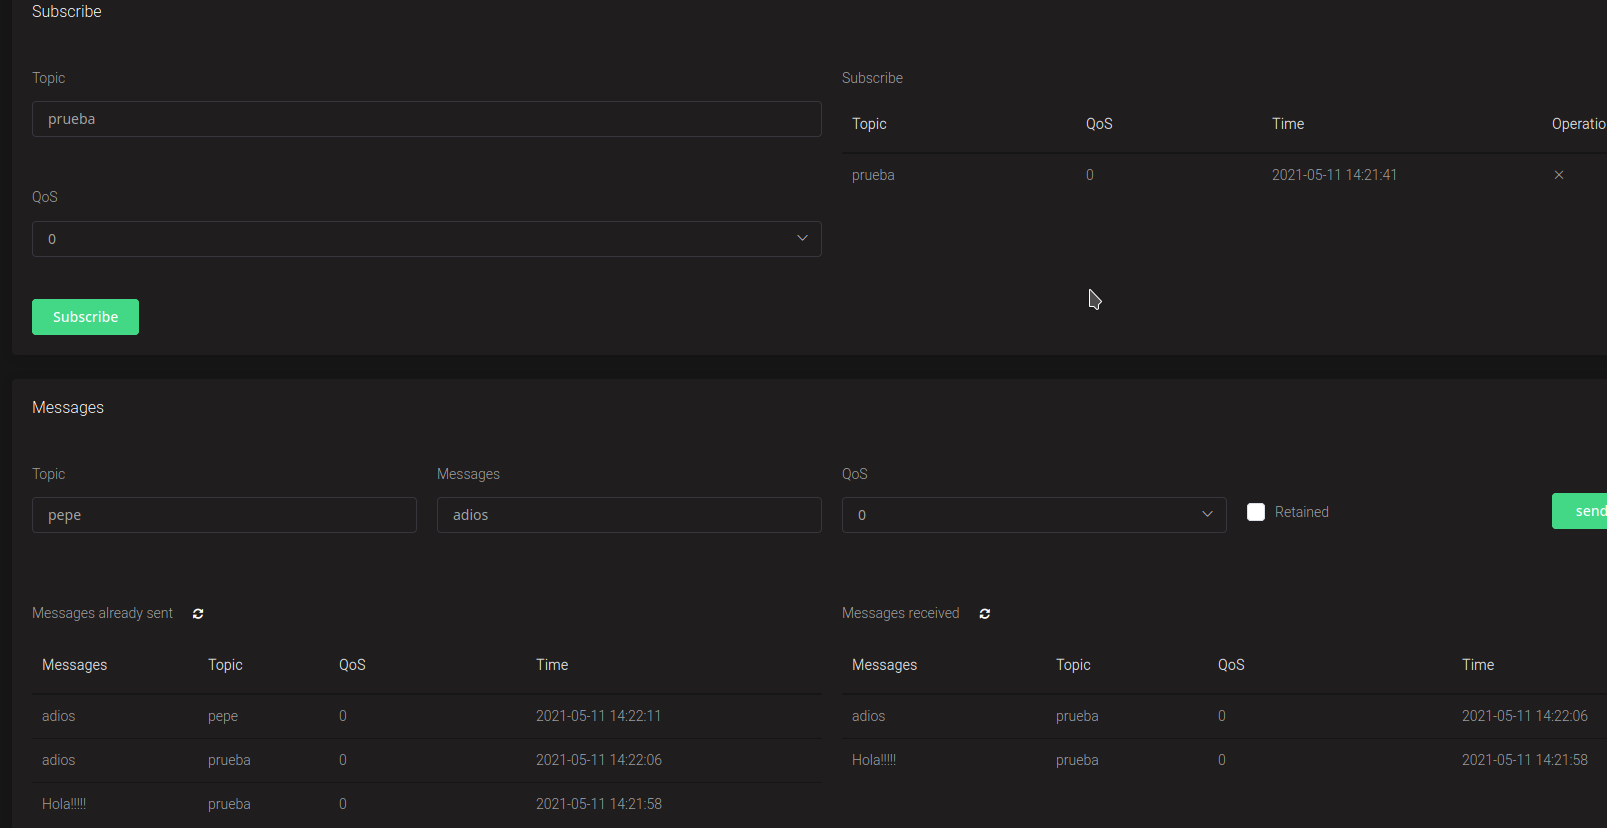 Subscribe
Topic
prueba
QoS
0
Subscribe
Subscribe
Topic QoS Time Operatio
prueba 0 2021-05-11 14:21:41
Messages
Topic Messages QoS
pepe adios 0 Retained send
Messages already sent
Messages Topic QoS Time
adios pepe 0 2021-05-11 14:22:11
adios prueba 0 2021-05-11 14:22:06
Hola!!!!! prueba 0 2021-05-11 14:21:58
Messages received
Messages Topic QoS Time
adios prueba 0 2021-05-11 14:22:06
Hola!!!!! prueba 0 2021-05-11 14:21:58